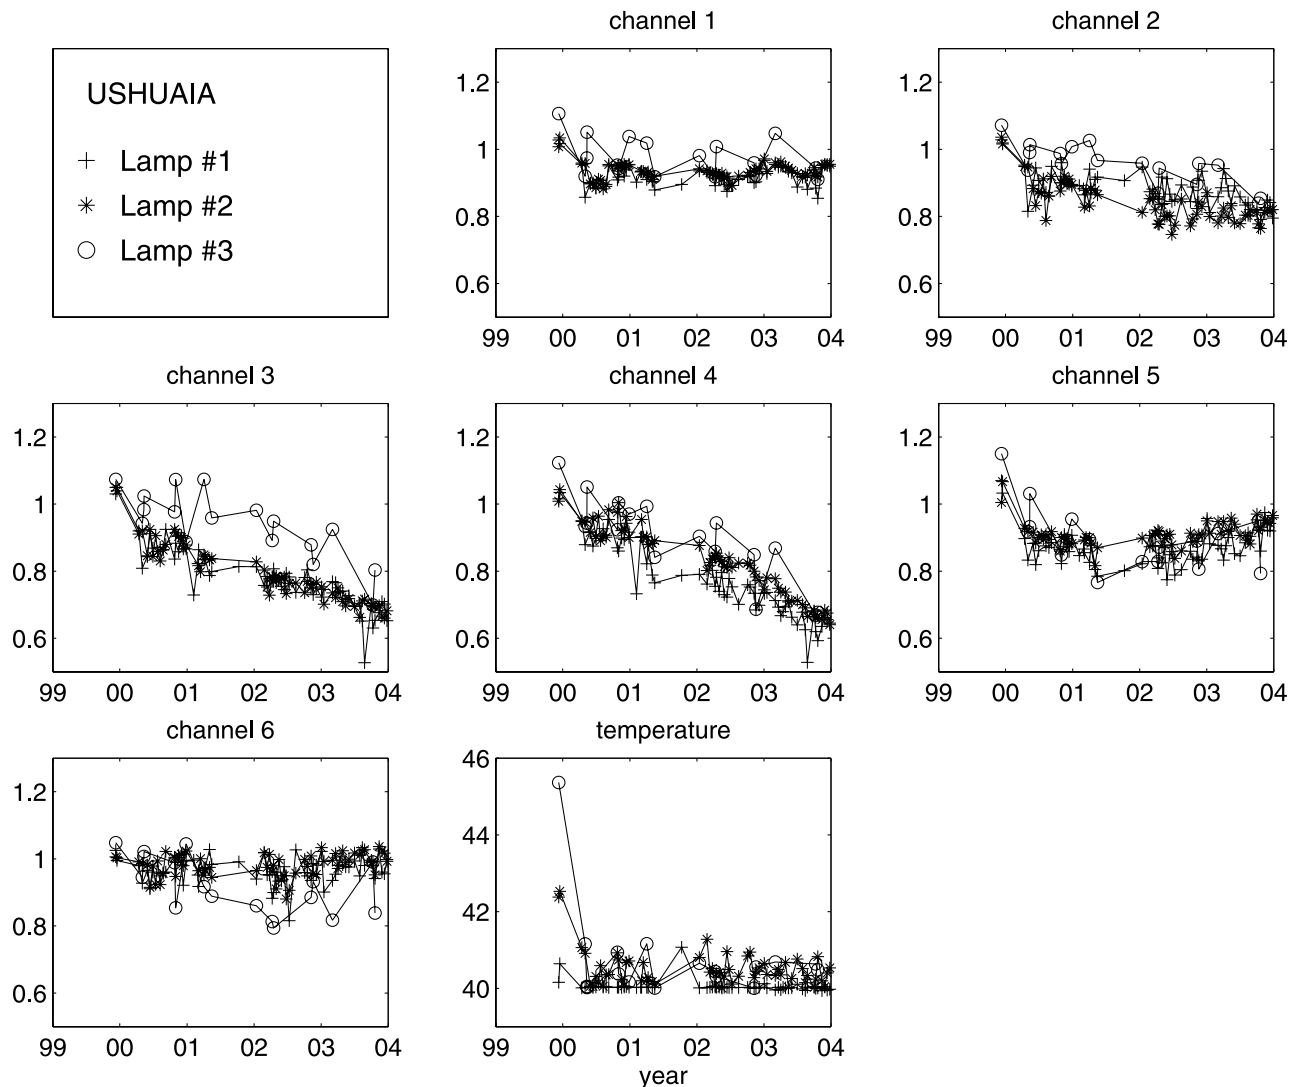 channel 1
channel 2
USHUAIA
Lamp #1
Lamp #2
Lamp #3
1.2
1
0.8
0.6
99 00 01 02 03 04
1.2
1
0.8
0.6
99 00 01 02 03 04
channel 3
channel 4
channel 5
1.2
1
0.8
0.6
99 00 01 02 03 04
1.2
1
0.8
0.6
99 00 01 02 03 04
1.2
1
0.8
0.6
99 00 01 02 03 04
channel 6
temperature
1.2
1
0.8
0.6
99 00 01 02 03 04
46
44
42
40
99 00 01 02 03 04
year